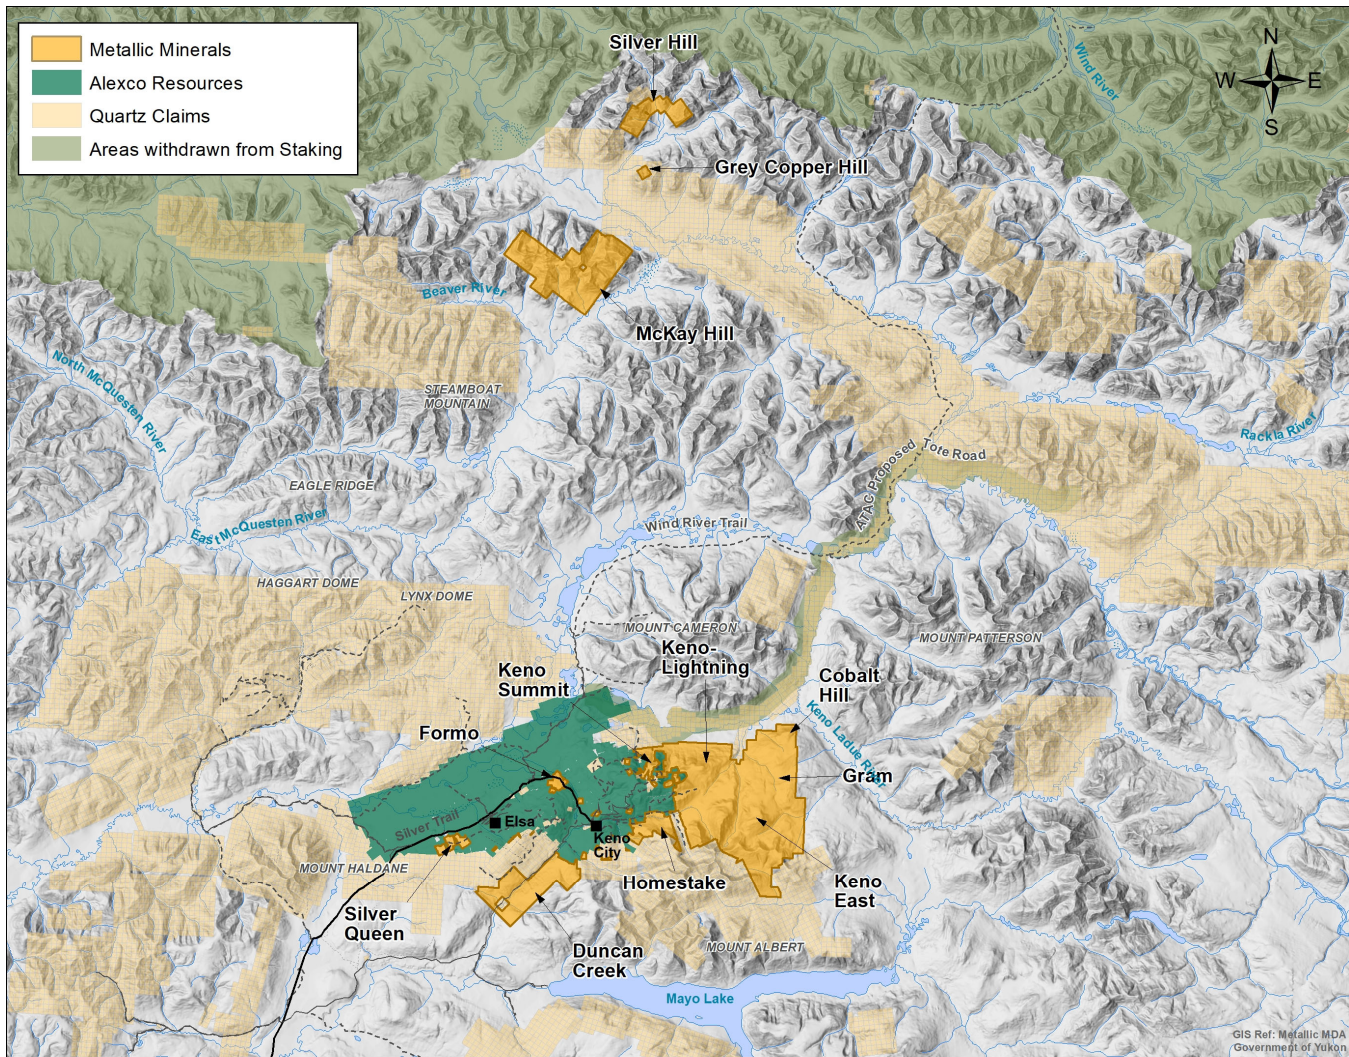 Metallic Minerals
Alexco Resources
Quartz Claims
Areas withdrawn from Staking
Silver Hill
Wind River
N
W E
S
Grey Copper Hill
Beaver River
McKay Hill
North McQuesten River
STEAMBOAT
MOUNTAIN
Rackla River
ATAC Proposed Tote Road
EAGLE RIDGE
East McQuesten River
Wind River Trail
HAGGART DOME
LYNX DOME
MOUNT CAMERON
MOUNT PATTERSON
Keno-
Lightning
Keno
Summit
Cobalt
Hill
Keno Ladue River
Formo
Gram
Silver Trail
Elsa
Keno
City
MOUNT HALDANE
Homestake
Keno
East
Silver
Queen
Duncan
Creek
MOUNT ALBERT
Mayo Lake
GIS Ref: Metallic MDA
Government of Yukon